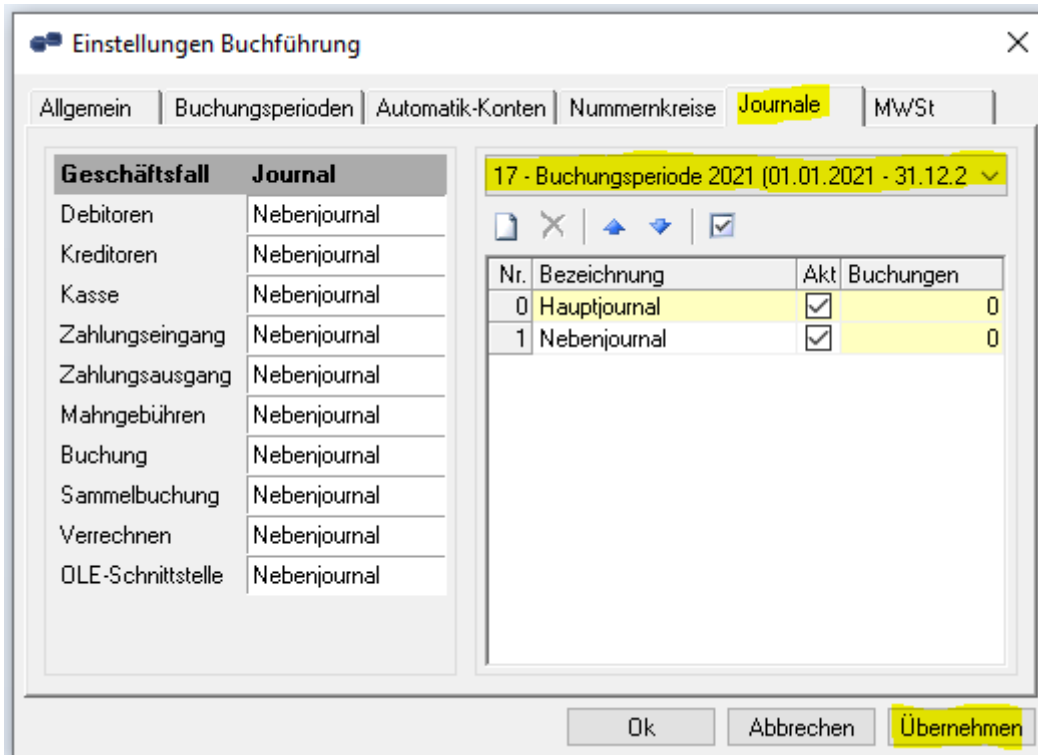 Einstellungen Buchführung
Allgemein Buchungsperioden Automatik-Konten Nummernkreise Journale MWSt
Geschäftsfall Journal
Debitoren Nebenjournal
Kreditoren Nebenjournal
Kasse Nebenjournal
Zahlungseingang Nebenjournal
Zahlungsausgang Nebenjournal
Mahngebühren Nebenjournal
Buchung Nebenjournal
Sammelbuchung Nebenjournal
Verrechnen Nebenjournal
OLE-Schnittstelle Nebenjournal
17 - Buchungsperiode 2021 (01.01.2021 - 31.12.2
Nr. Bezeichnung Akt Buchungen
0 Hauptjournal 0
1 Nebenjournal 0
Ok Abbrechen Übernehmen